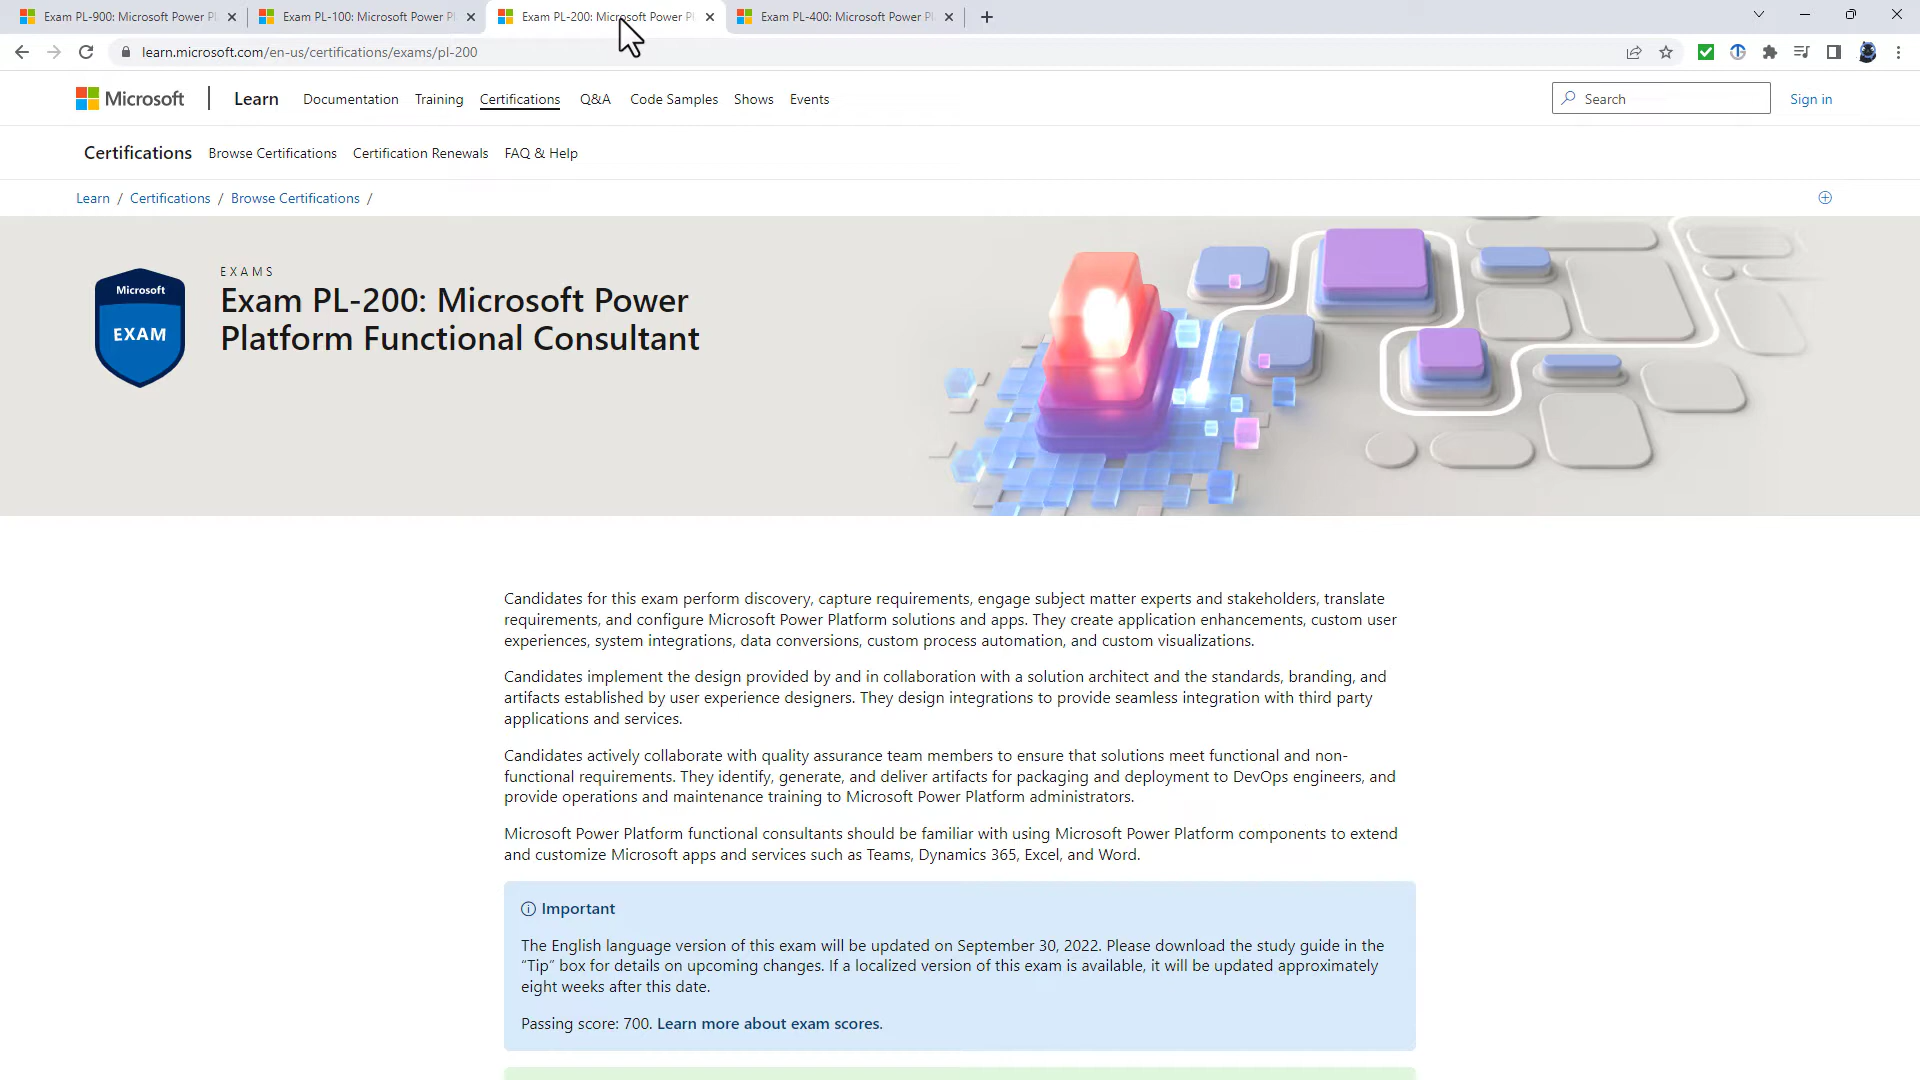 Exam PL-900: Microsoft Power Pl
Exam PL-100: Microsoft Power P
Exam PL-200: Microsoft Power P
Exam PL-400: Microsoft Power P
learn.microsoft.com/en-us/certifications/exams/pl-200
Microsoft
Learn
Documentation
Training
Certifications
Q&A
Code Samples
Shows
Events
Search
Sign in
Certifications
Browse Certifications
Certification Renewals
FAQ & Help
Learn / Certifications / Browse Certifications /
Microsoft
EXAM
EXAMS
Exam PL-200: Microsoft Power
Platform Functional Consultant
Candidates for this exam perform discovery, capture requirements, engage subject matter experts and stakeholders, translate
requirements, and configure Microsoft Power Platform solutions and apps. They create application enhancements, custom user
experiences, system integrations, data conversions, custom process automation, and custom visualizations.
Candidates implement the design provided by and in collaboration with a solution architect and the standards, branding, and
artifacts established by user experience designers. They design integrations to provide seamless integration with third party
applications and services.
Candidates actively collaborate with quality assurance team members to ensure that solutions meet functional and non-
functional requirements. They identify, generate, and deliver artifacts for packaging and deployment to DevOps engineers, and
provide operations and maintenance training to Microsoft Power Platform administrators.
Microsoft Power Platform functional consultants should be familiar with using Microsoft Power Platform components to extend
and customize Microsoft apps and services such as Teams, Dynamics 365, Excel, and Word.
Important
The English language version of this exam will be updated on September 30, 2022. Please download the study guide in the
“Tip” box for details on upcoming changes. If a localized version of this exam is available, it will be updated approximately
eight weeks after this date.
Passing score: 700. Learn more about exam scores.